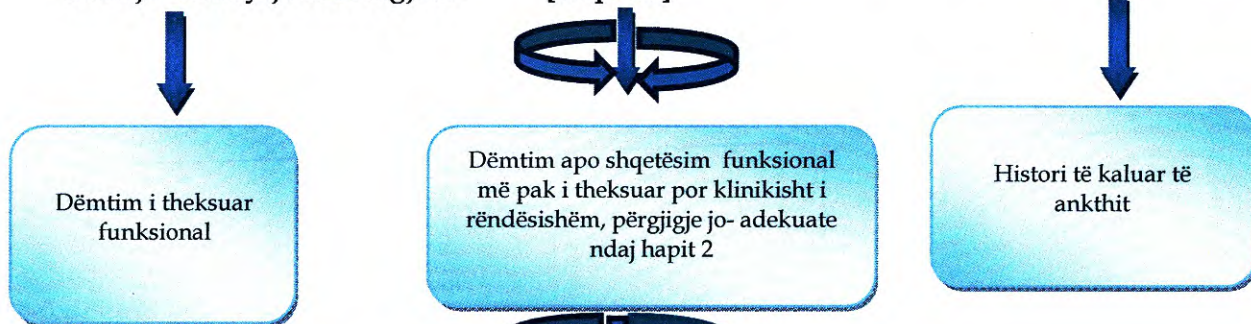 Dëmtim i theksuar
funksional
Dëmtim apo shqetësim funksional
më pak i theksuar por klinikisht i
rëndësishëm, përgjigje jo- adekuate
ndaj hapit 2
Histori të kaluar të
ankthit